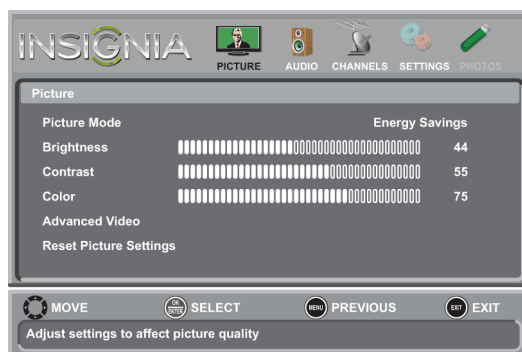 INSIGNIA
PICTURE AUDIO CHANNELS SETTINGS PHOTOS
Picture
Picture Mode Energy Savings
Brightness 44
Contrast 55
Color 75
Advanced Video
Reset Picture Settings
MOVE OK ENTER SELECT MENU PREVIOUS EXIT EXIT
Adjust settings to affect picture quality